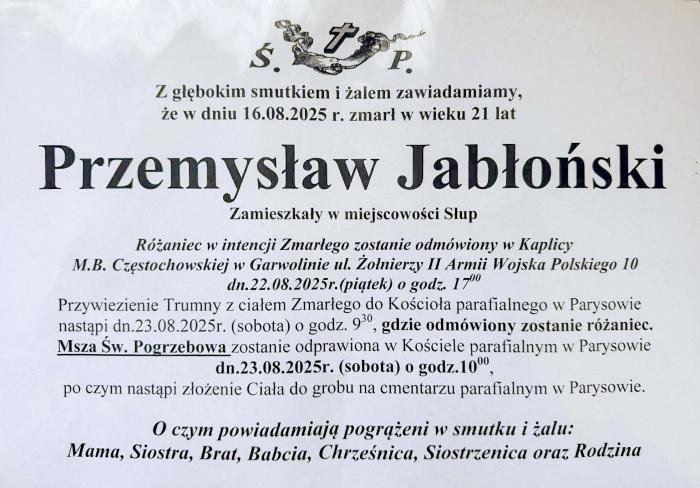 Ś. P.
Z głębokim smutkiem i żalem zawiadamiamy,
że w dniu 16.08.2025 r. zmarł w wieku 21 lat
Przemysław Jabłoński
Zamieszkały w miejscowości Słup
Różaniec w intencji Zmarłego zostanie odmówiony w Kaplicy
M.B. Częstochowskiej w Garwolinie ul. Żołnierzy II Armii Wojska Polskiego 10
dn.22.08.2025r.(piątek) o godz. 17⁰⁰
Przywiezienie Trumny z ciałem Zmarłego do Kościoła parafialnego w Parysowie
nastąpi dn.23.08.2025r. (sobota) o godz. 9³⁰, gdzie odmówiony zostanie różaniec.
Msza Św. Pogrzebowa zostanie odprawiona w Kościele parafialnym w Parysowie
dn.23.08.2025r. (sobota) o godz.10⁰⁰,
po czym nastąpi złożenie Ciała do grobu na cmentarzu parafialnym w Parysowie.
O czym powiadamiają pogrążeni w smutku i żalu:
Mama, Siostra, Brat, Babcia, Chrześnica, Siostrzenica oraz Rodzina